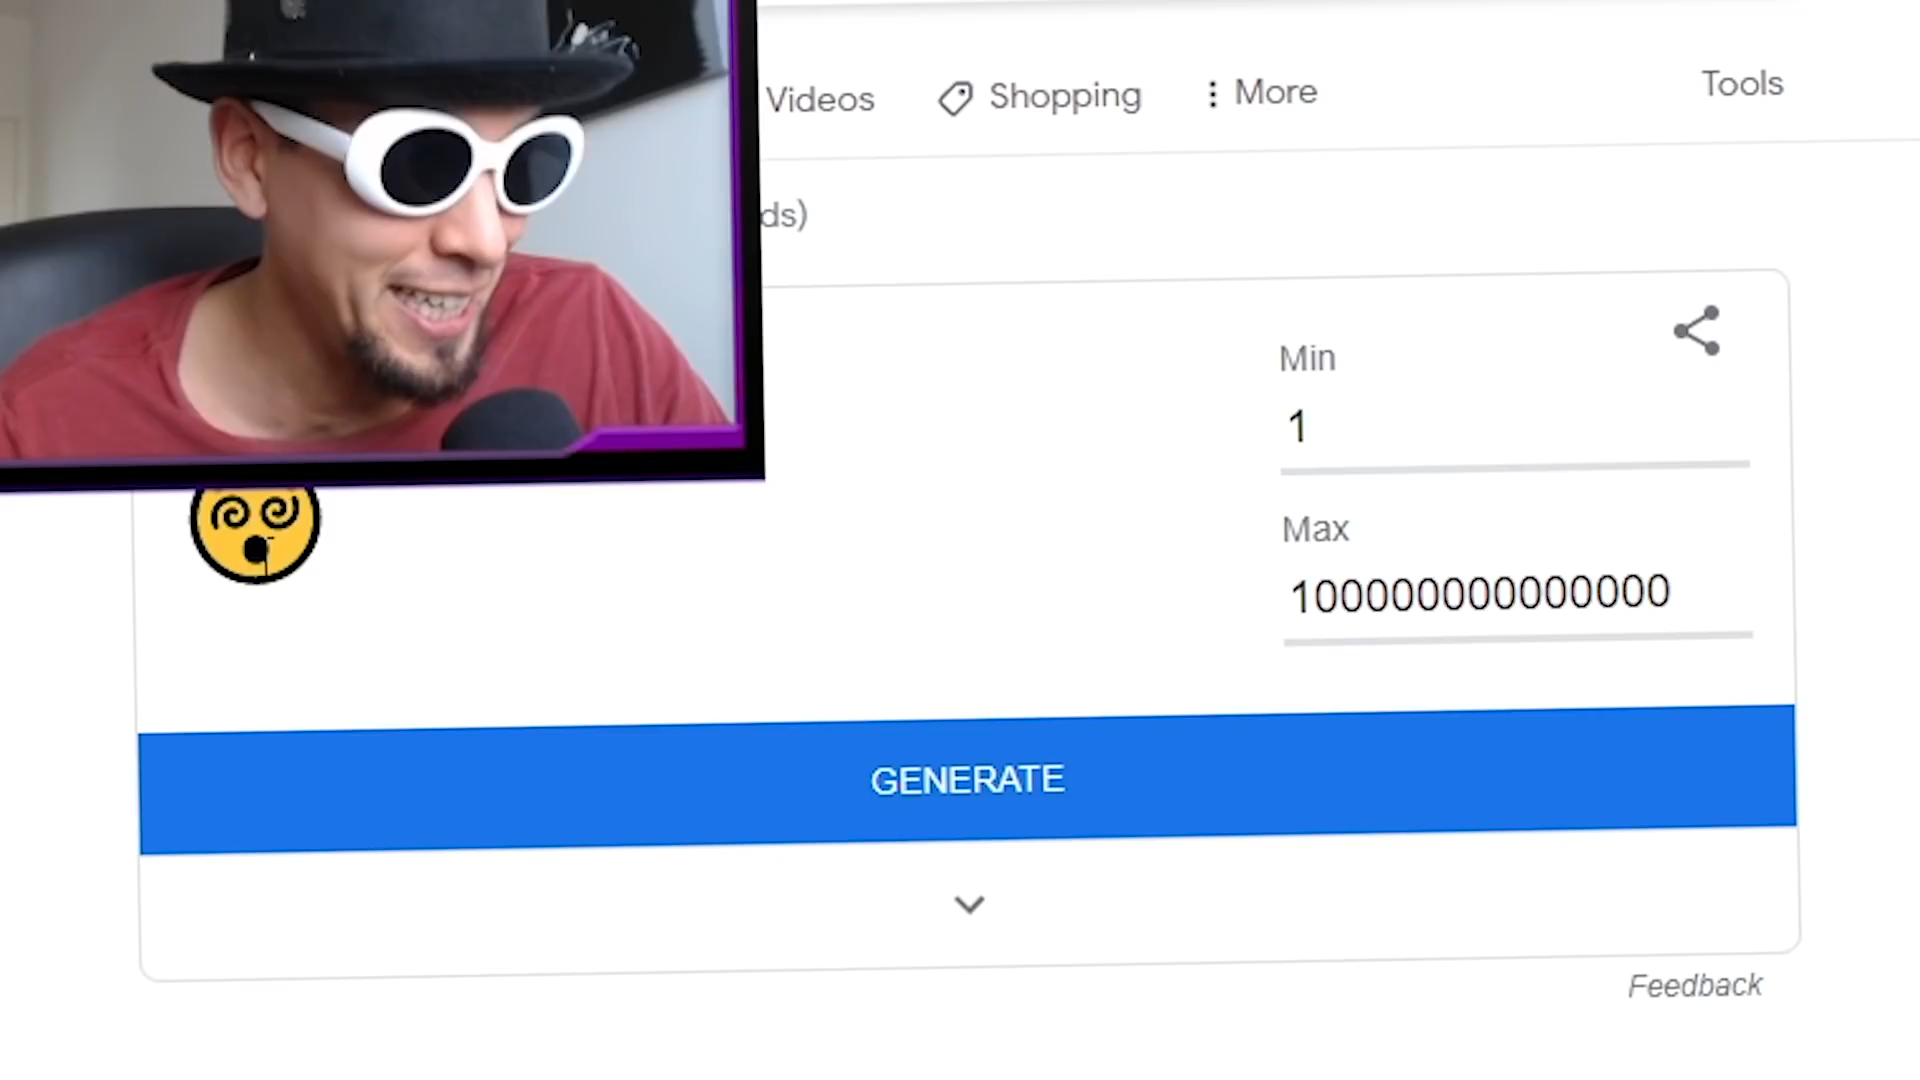 Videos
Shopping
More
Tools
ds)
Min
1
Max
100000000000000
GENERATE
Feedback